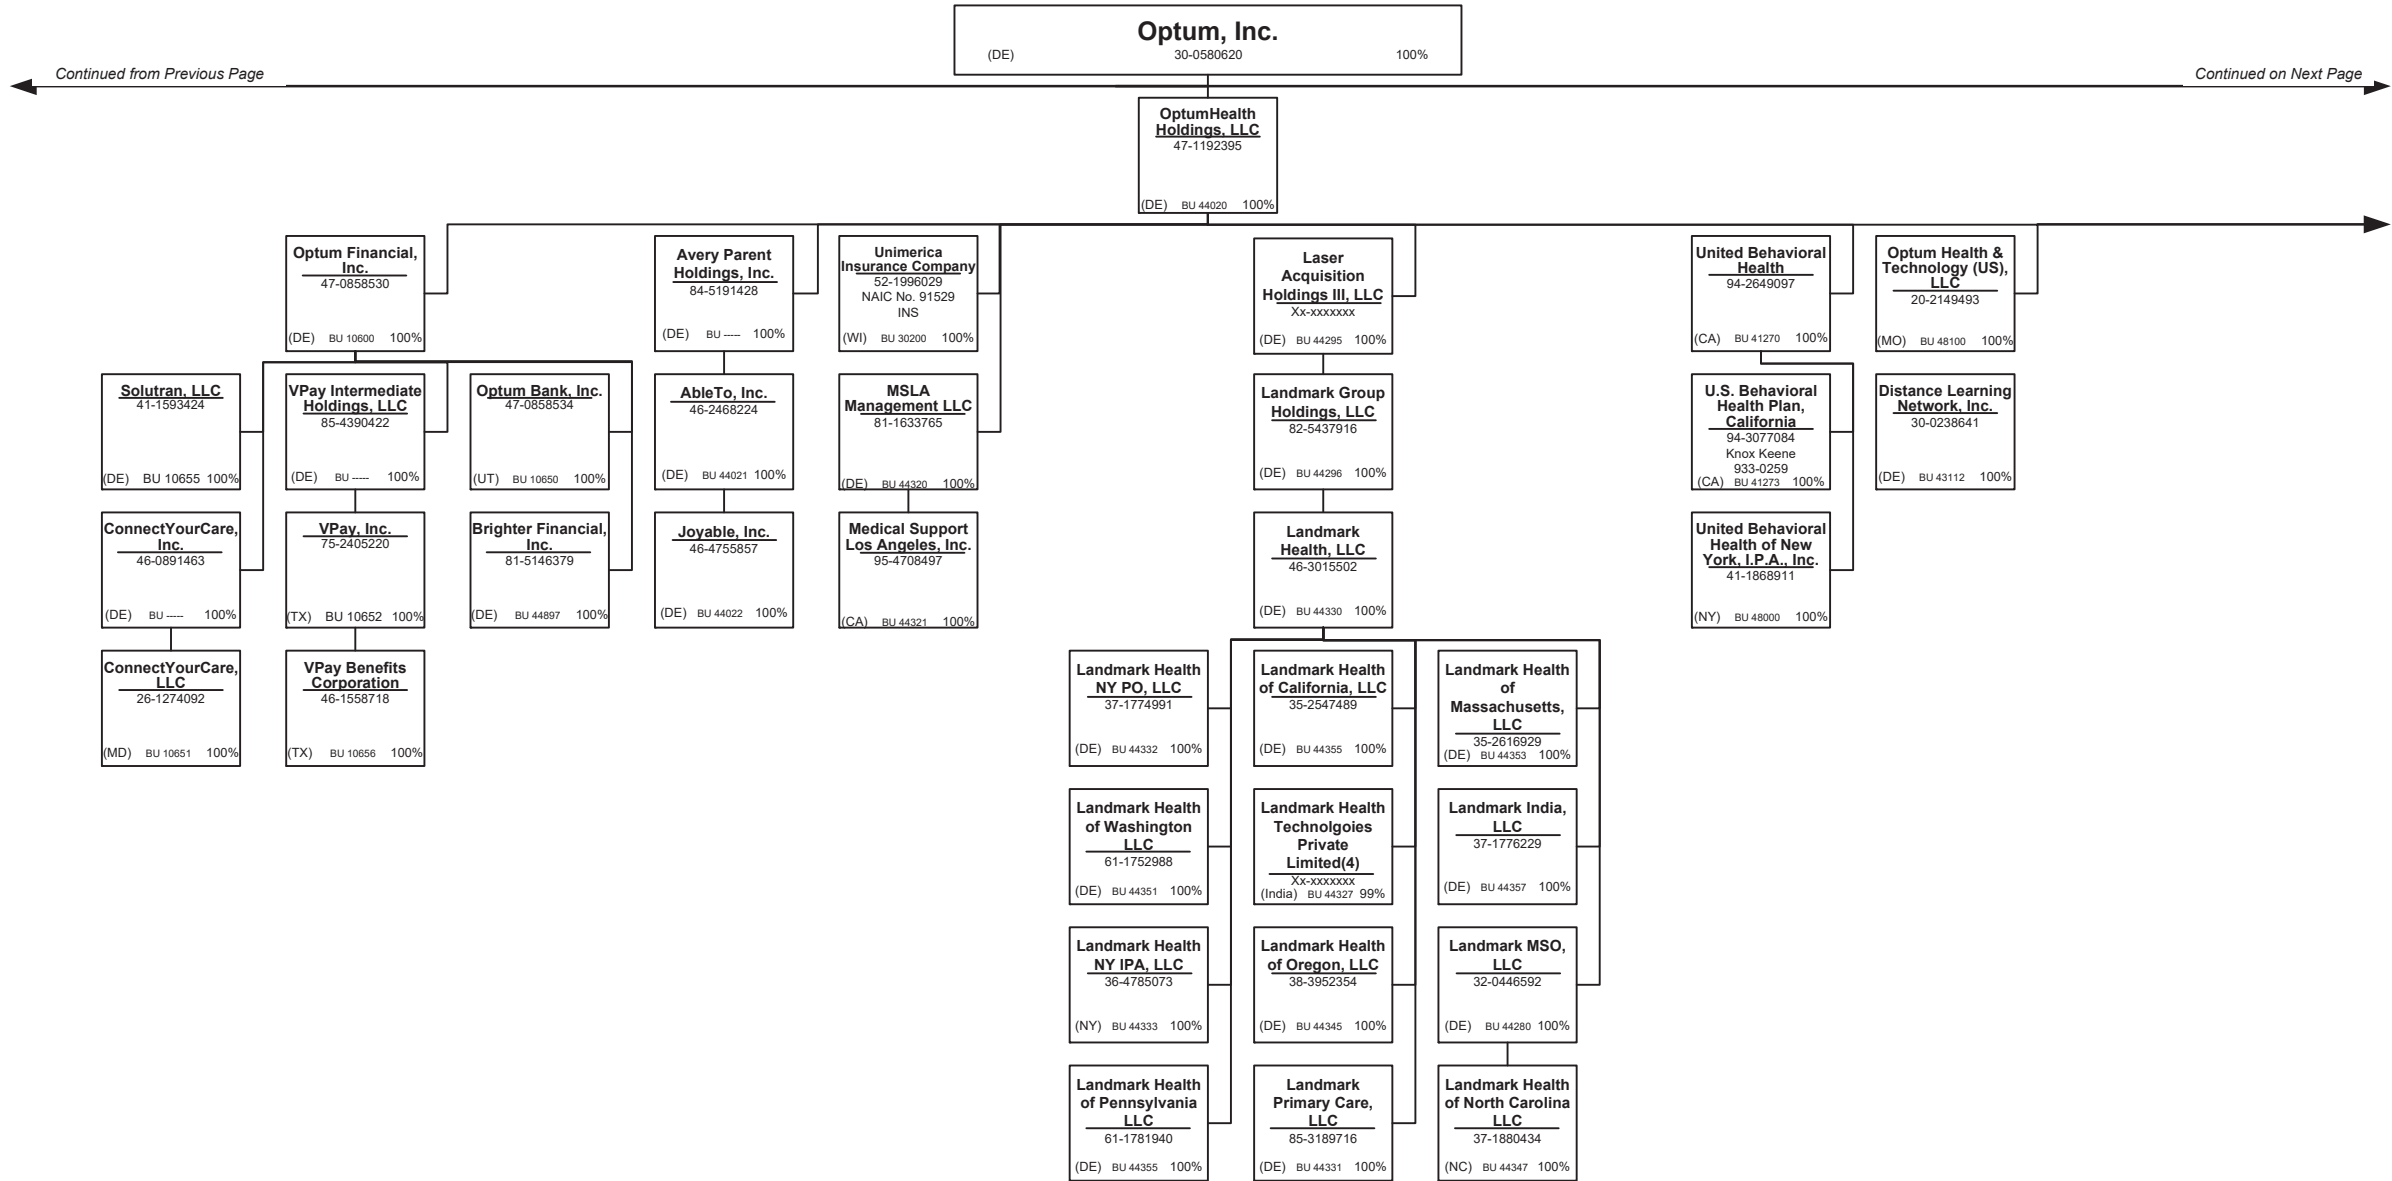 Optum, Inc.
(DE) 30-0580620 100%
Continued from Previous Page
Continued on Next Page
OptumHealth
Holdings, LLC
47-1192395
(DE) BU 44020 100%
Optum Financial,
Inc.
47-0858530
(DE) BU 10600 100%
Avery Parent
Holdings, Inc.
84-5191428
(DE) BU ----- 100%
Unimerica
Insurance Company
52-1996029
NAIC No. 91529
INS
(WI) BU 30200 100%
Laser
Acquisition
Holdings III, LLC
Xx-xxxxxxx
(DE) BU 44295 100%
United Behavioral
Health
94-2649097
(CA) BU 41270 100%
Optum Health &
Technology (US),
LLC
20-2149493
(MO) BU 48100 100%
Solutran, LLC
41-1593424
(DE) BU 10655 100%
VPay Intermediate
Holdings, LLC
85-4390422
(DE) BU ----- 100%
Optum Bank, Inc.
47-0858534
(UT) BU 10650 100%
AbleTo, Inc.
46-2468224
(DE) BU 44021 100%
MSLA
Management LLC
81-1633765
(DE) BU 44320 100%
Landmark Group
Holdings, LLC
82-5437916
(DE) BU 44296 100%
U.S. Behavioral
Health Plan,
California
94-3077084
Knox Keene
933-0259
(CA) BU 41273 100%
Distance Learning
Network, Inc.
30-0238641
(DE) BU 43112 100%
ConnectYourCare,
Inc.
46-0891463
(DE) BU ----- 100%
VPay, Inc.
75-2405220
(TX) BU 10652 100%
Brighter Financial,
Inc.
81-5146379
(DE) BU 44897 100%
Joyable, Inc.
46-4755857
(DE) BU 44022 100%
Medical Support
Los Angeles, Inc.
95-4708497
(CA) BU 44321 100%
Landmark
Health, LLC
46-3015502
(DE) BU 44330 100%
United Behavioral
Health of New
York, I.P.A., Inc.
41-1868911
(NY) BU 48000 100%
ConnectYourCare,
LLC
26-1274092
(MD) BU 10651 100%
VPay Benefits
Corporation
46-1558718
(TX) BU 10656 100%
Landmark Health
NY PO, LLC
37-1774991
(DE) BU 44332 100%
Landmark Health
of California, LLC
35-2547489
(DE) BU 44355 100%
Landmark Health
of
Massachusetts,
LLC
35-2616929
(DE) BU 44353 100%
Landmark Health
of Washington
LLC
61-1752988
(DE) BU 44351 100%
Landmark Health
Technolgoies
Private
Limited(4)
Xx-xxxxxxx
(India) BU 44327 99%
Landmark India,
LLC
37-1776229
(DE) BU 44357 100%
Landmark Health
NY IPA, LLC
36-4785073
(NY) BU 44333 100%
Landmark Health
of Oregon, LLC
38-3952354
(DE) BU 44345 100%
Landmark MSO,
LLC
32-0446592
(DE) BU 44280 100%
Landmark Health
of Pennsylvania
LLC
61-1781940
(DE) BU 44355 100%
Landmark
Primary Care,
LLC
85-3189716
(DE) BU 44331 100%
Landmark Health
of North Carolina
LLC
37-1880434
(NC) BU 44347 100%